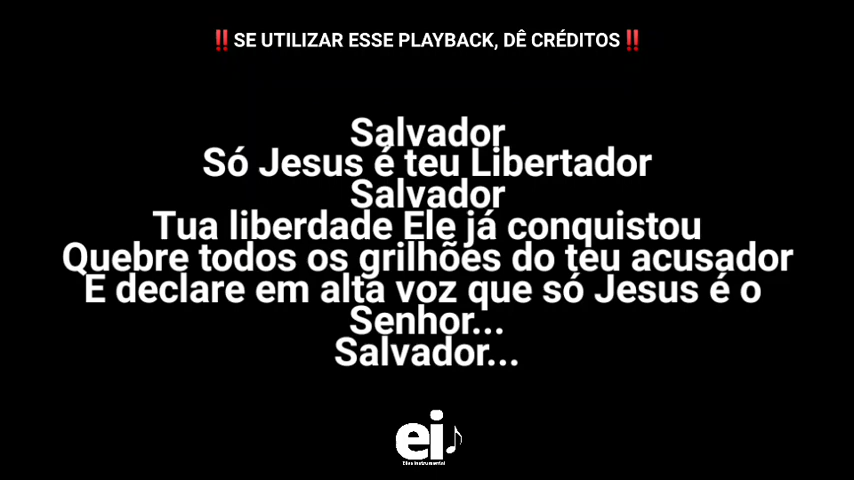 ‼️SE UTILIZAR ESSE PLAYBACK, DÊ CRÉDITOS‼️
Salvador
Só Jesus é teu Libertador
Salvador
Tua liberdade Ele já conquistou
Quebre todos os grilhões do teu acusador
E declare em alta voz que só Jesus é o
Senhor...
Salvador...
ei